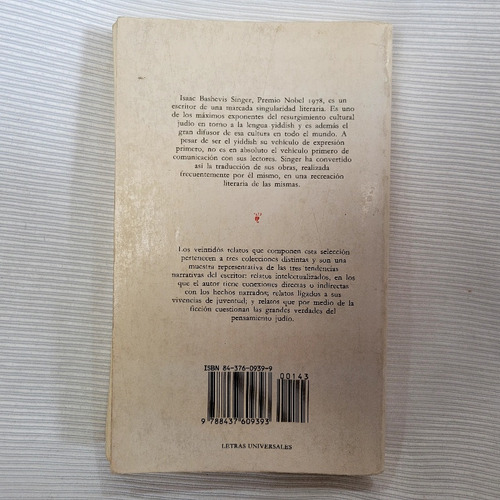 Isaac Bashevis Singer, Premio Nobel 1978, es un
escritor de una marcada singularidad literaria. Es uno
de los máximos exponentes del resurgimiento cultural
judío en torno a la lengua yiddish y es además el
gran difusor de esa cultura en todo el mundo. A
pesar de ser el yiddish su vehículo de expresión
primero, no es en absoluto el vehículo primero de
comunicación con sus lectores. Singer ha convertido
así la traducción de sus obras, realizada
frecuentemente por él mismo, en una recreación
literaria de las mismas.
Los veintidós relatos que componen esta selección
pertenecen a tres colecciones distintas y son una
muestra representativa de las tres tendencias
narrativas del escritor: relatos intelectualizados, en los
que el autor tiene conexiones directas o indirectas
con los hechos narrados; relatos ligados a sus
vivencias de juventud; y relatos que por medio de la
ficción cuestionan las grandes verdades del
pensamiento judío.
ISBN 84-376-0939-9
00143
9 788437 609393
LETRAS UNIVERSALES